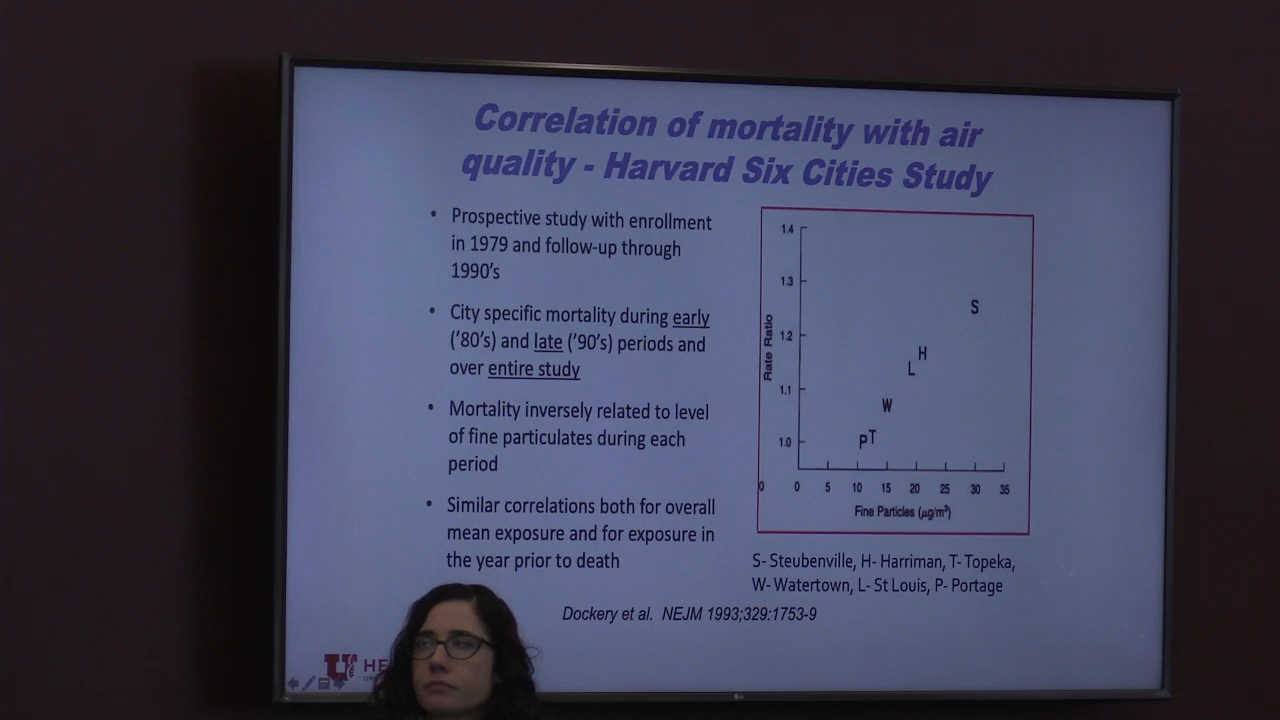 Correlation of mortality with air
quality - Harvard Six Cities Study
• Prospective study with enrollment
in 1979 and follow-up through
1990's
• City specific mortality during early
('80's) and late ('90's) periods and
over entire study
• Mortality inversely related to level
of fine particulates during each
period
• Similar correlations both for overall
mean exposure and for exposure in
the year prior to death
1.4
1.3
1.2
1.1
1.0
Rate Ratio
S
H
L
W
P T
0 0 5 10 15 20 25 30 35
Fine Particles (µg/m³)
S- Steubenville, H- Harriman, T- Topeka,
W- Watertown, L- St Louis, P- Portage
Dockery et al. NEJM 1993;329:1753-9
U HE